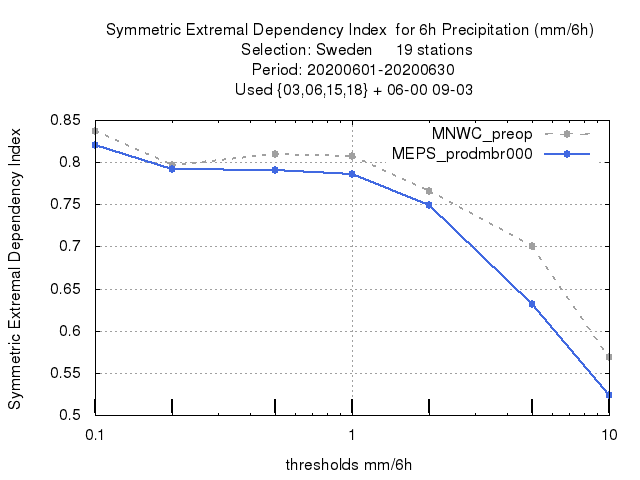 Symmetric Extremal Dependency Index  for 6h Precipitation (mm/6h)
Selection: Sweden     19 stations
Period: 20200601-20200630
Used {03,06,15,18} + 06-00 09-03
Symmetric Extremal Dependency Index
0.85
0.8
0.75
0.7
0.65
0.6
0.55
0.5
MNWC_preop
MEPS_prodmbr000
0.1
1
10
thresholds mm/6h